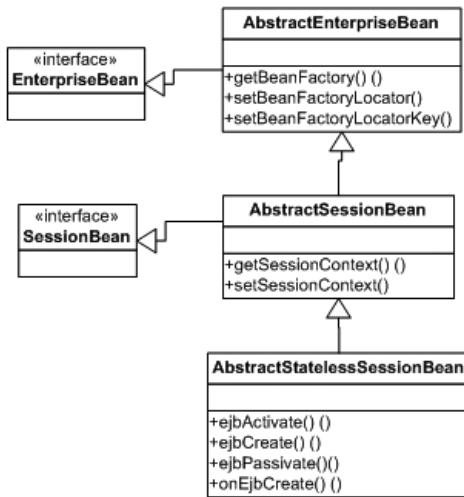 AbstractEnterpriseBean
«interface»
EnterpriseBean
+getBeanFactory() ()
+setBeanFactoryLocator()
+setBeanFactoryLocatorKey()
AbstractSessionBean
«interface»
SessionBean
+getSessionContext() ()
+setSessionContext()
AbstractStatelessSessionBean
+ejbActivate() ()
+ejbCreate() ()
+ejbPassivate()()
+onEjbCreate() ()